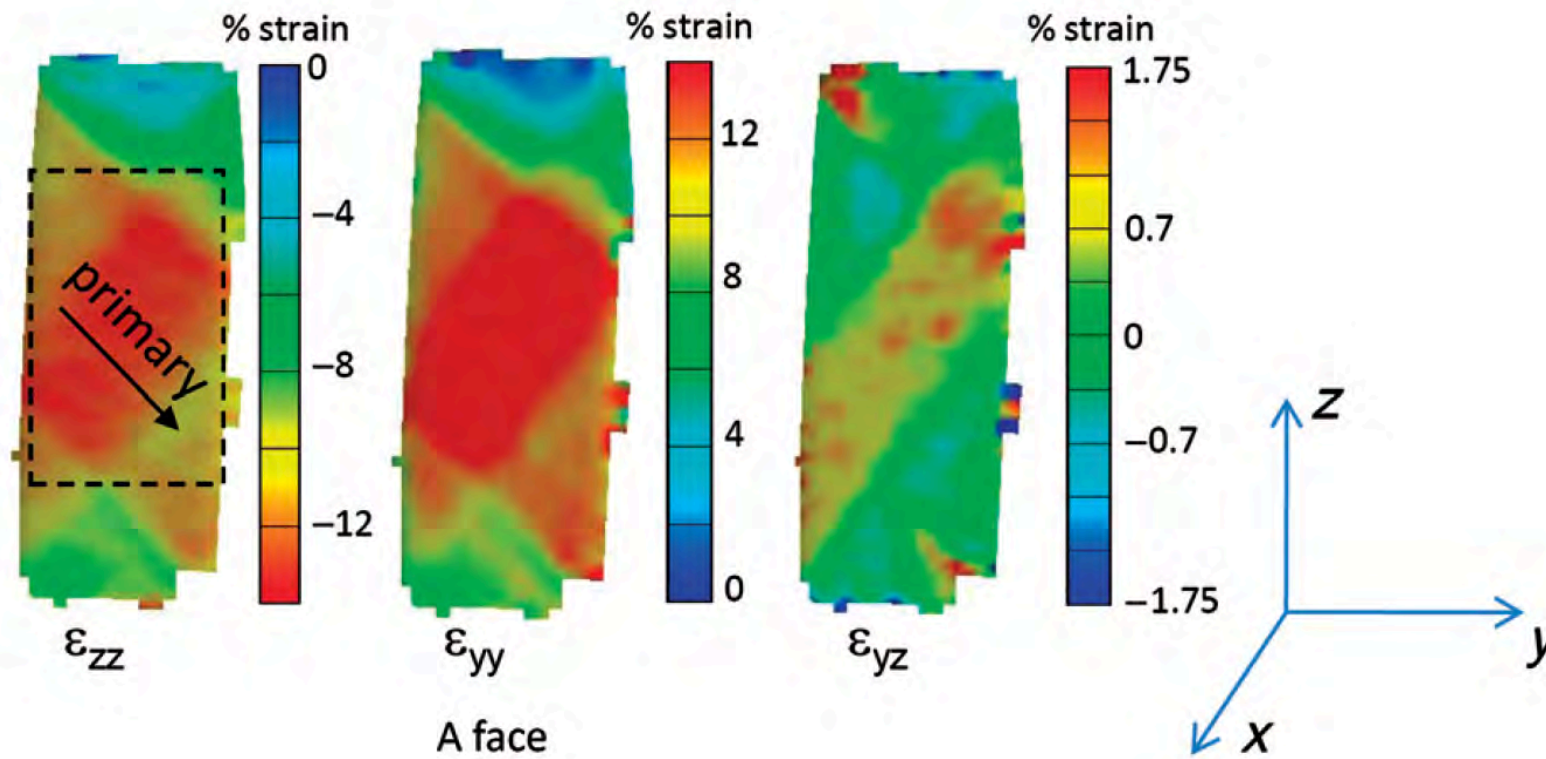 % strain
0
−4
−8
−12
primary
εzz
% strain
12
8
4
0
εyy
% strain
1.75
0.7
0
−0.7
−1.75
εyz
A face
z
y
x